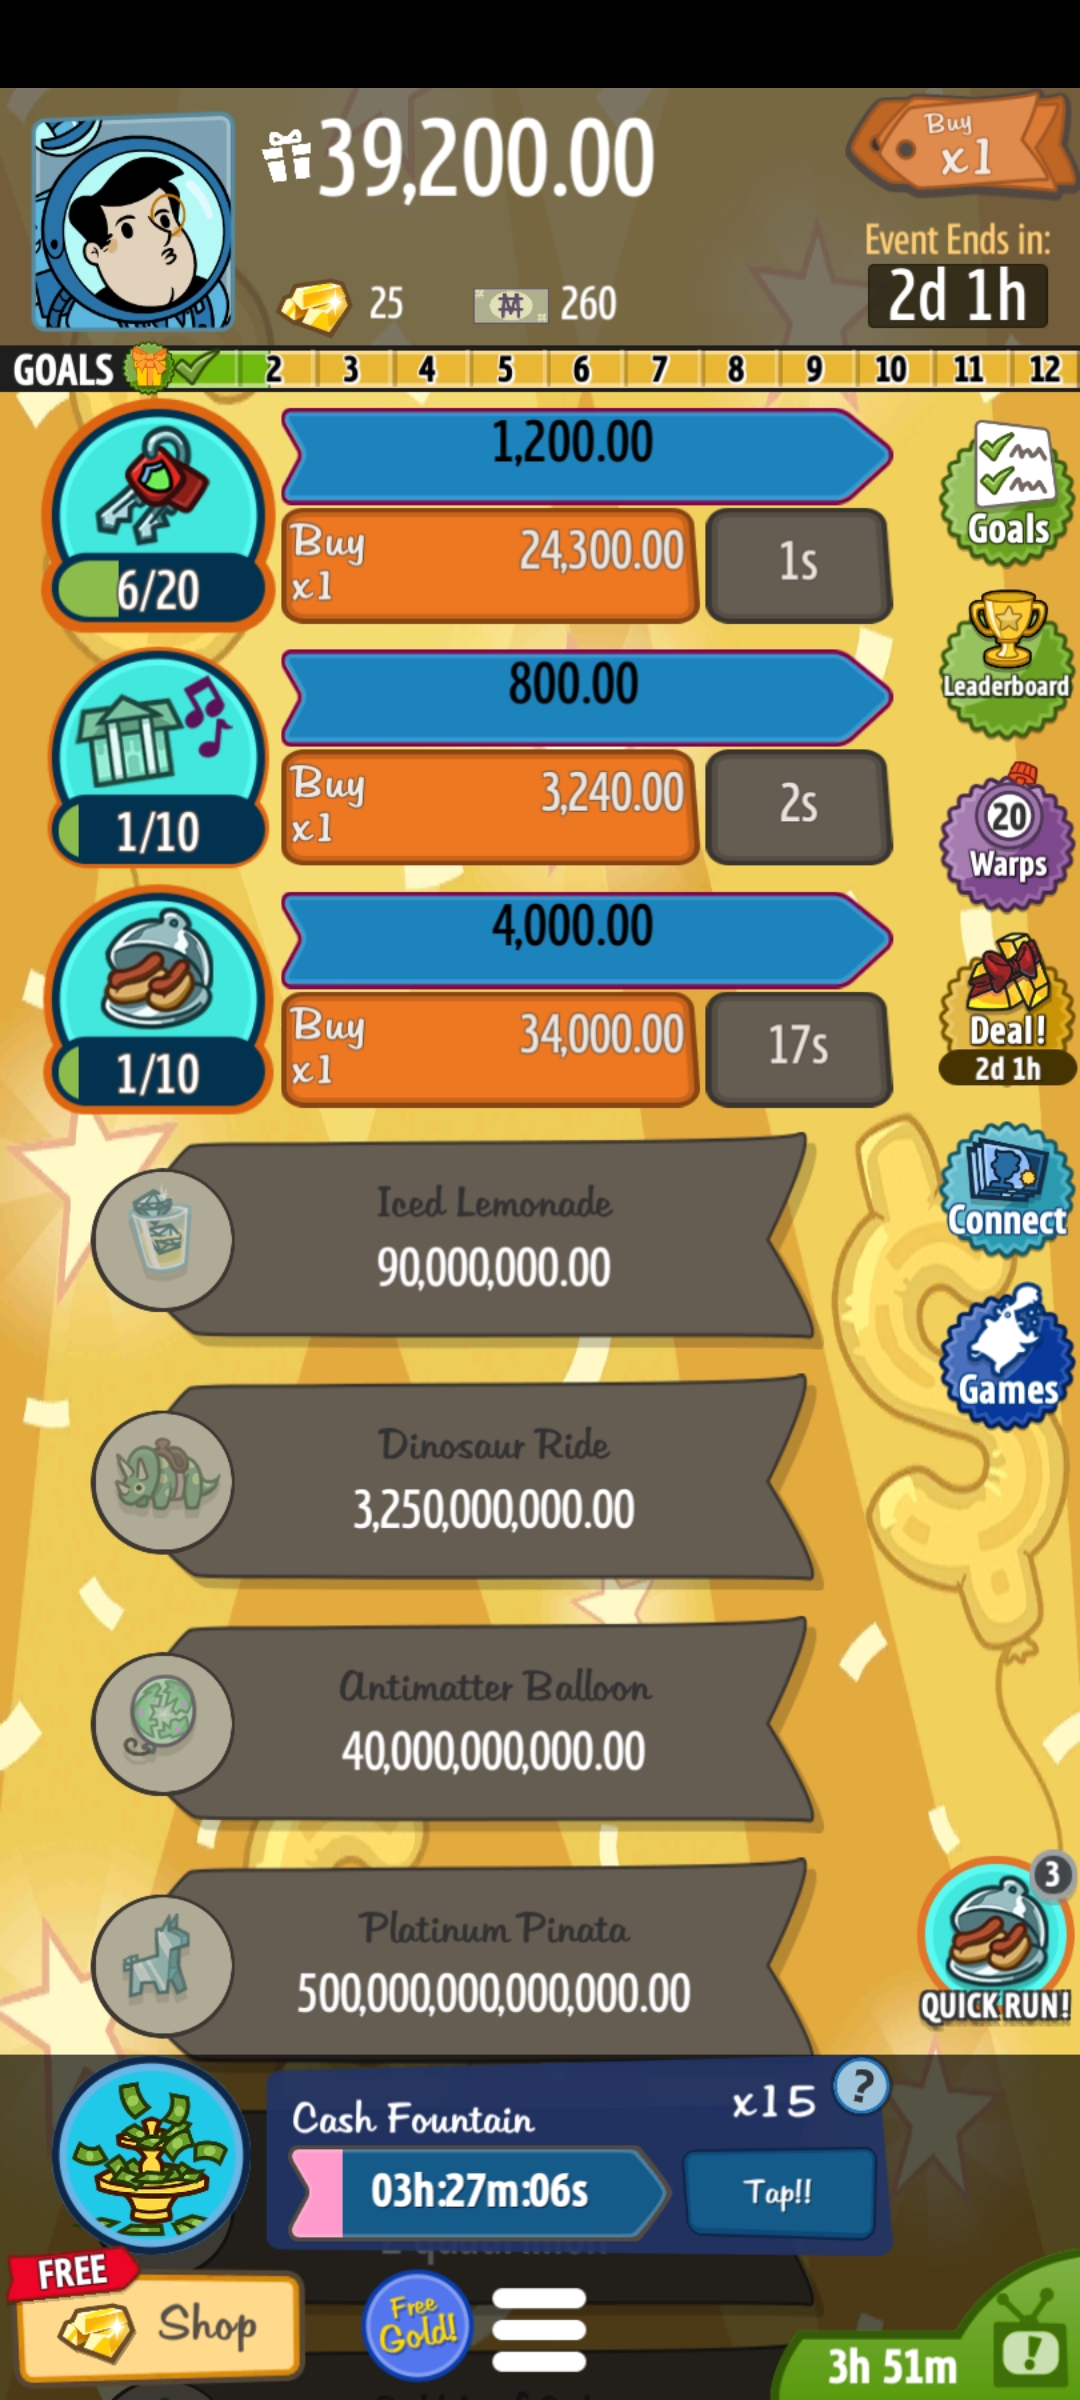 39,200.00
Buy
x1
Event Ends in:
2d 1h
25
260
GOALS 2 3 4 5 6 7 8 9 10 11 12
1,200.00
Buy
x1
24,300.00
1s
6/20
Goals
800.00
Buy
x1
3,240.00
2s
1/10
Leaderboard
20
Warps
4,000.00
Buy
x1
34,000.00
17s
1/10
Deal!
2d 1h
Iced Lemonade
90,000,000.00
Connect
Dinosaur Ride
3,250,000,000.00
Games
Antimatter Balloon
40,000,000,000.00
Platinum Pinata
500,000,000,000,000.00
3
QUICK RUN!
Cash Fountain
x15
?
03h:27m:06s
Tap!!
FREE
Shop
Free
Gold!
3h 51m
!